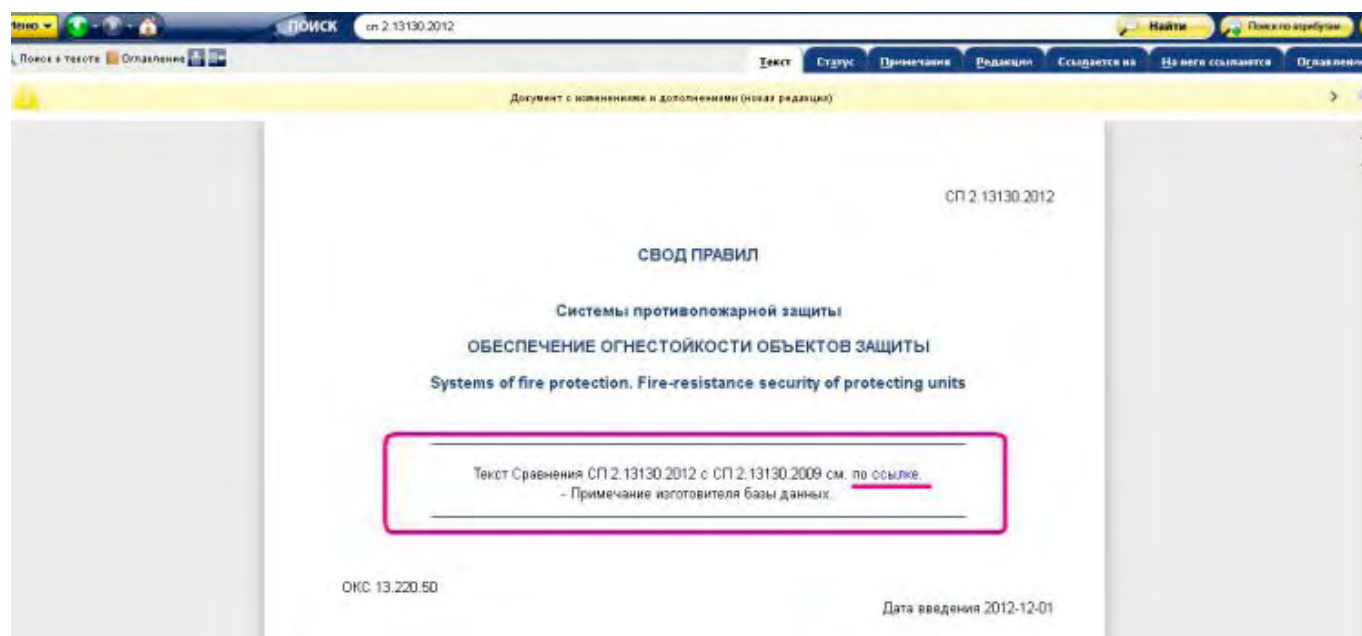 Меню
ПОИСК
сп 2.13130.2012
Найти
Поиск по атрибутам
Поиск в тексте
Оглавление
Текст
Статус
Примечания
Редакции
Ссылается на
На него ссылаются
Оглавление
Документ с изменениями и дополнениями (новая редакция)
СП 2.13130.2012
СВОД ПРАВИЛ
Системы противопожарной защиты
ОБЕСПЕЧЕНИЕ ОГНЕСТОЙКОСТИ ОБЪЕКТОВ ЗАЩИТЫ
Systems of fire protection. Fire-resistance security of protecting units
Текст Сравнения СП 2.13130.2012 с СП 2.13130.2009 см. по ссылке.
- Примечание изготовителя базы данных.
ОКС 13.220.50
Дата введения 2012-12-01